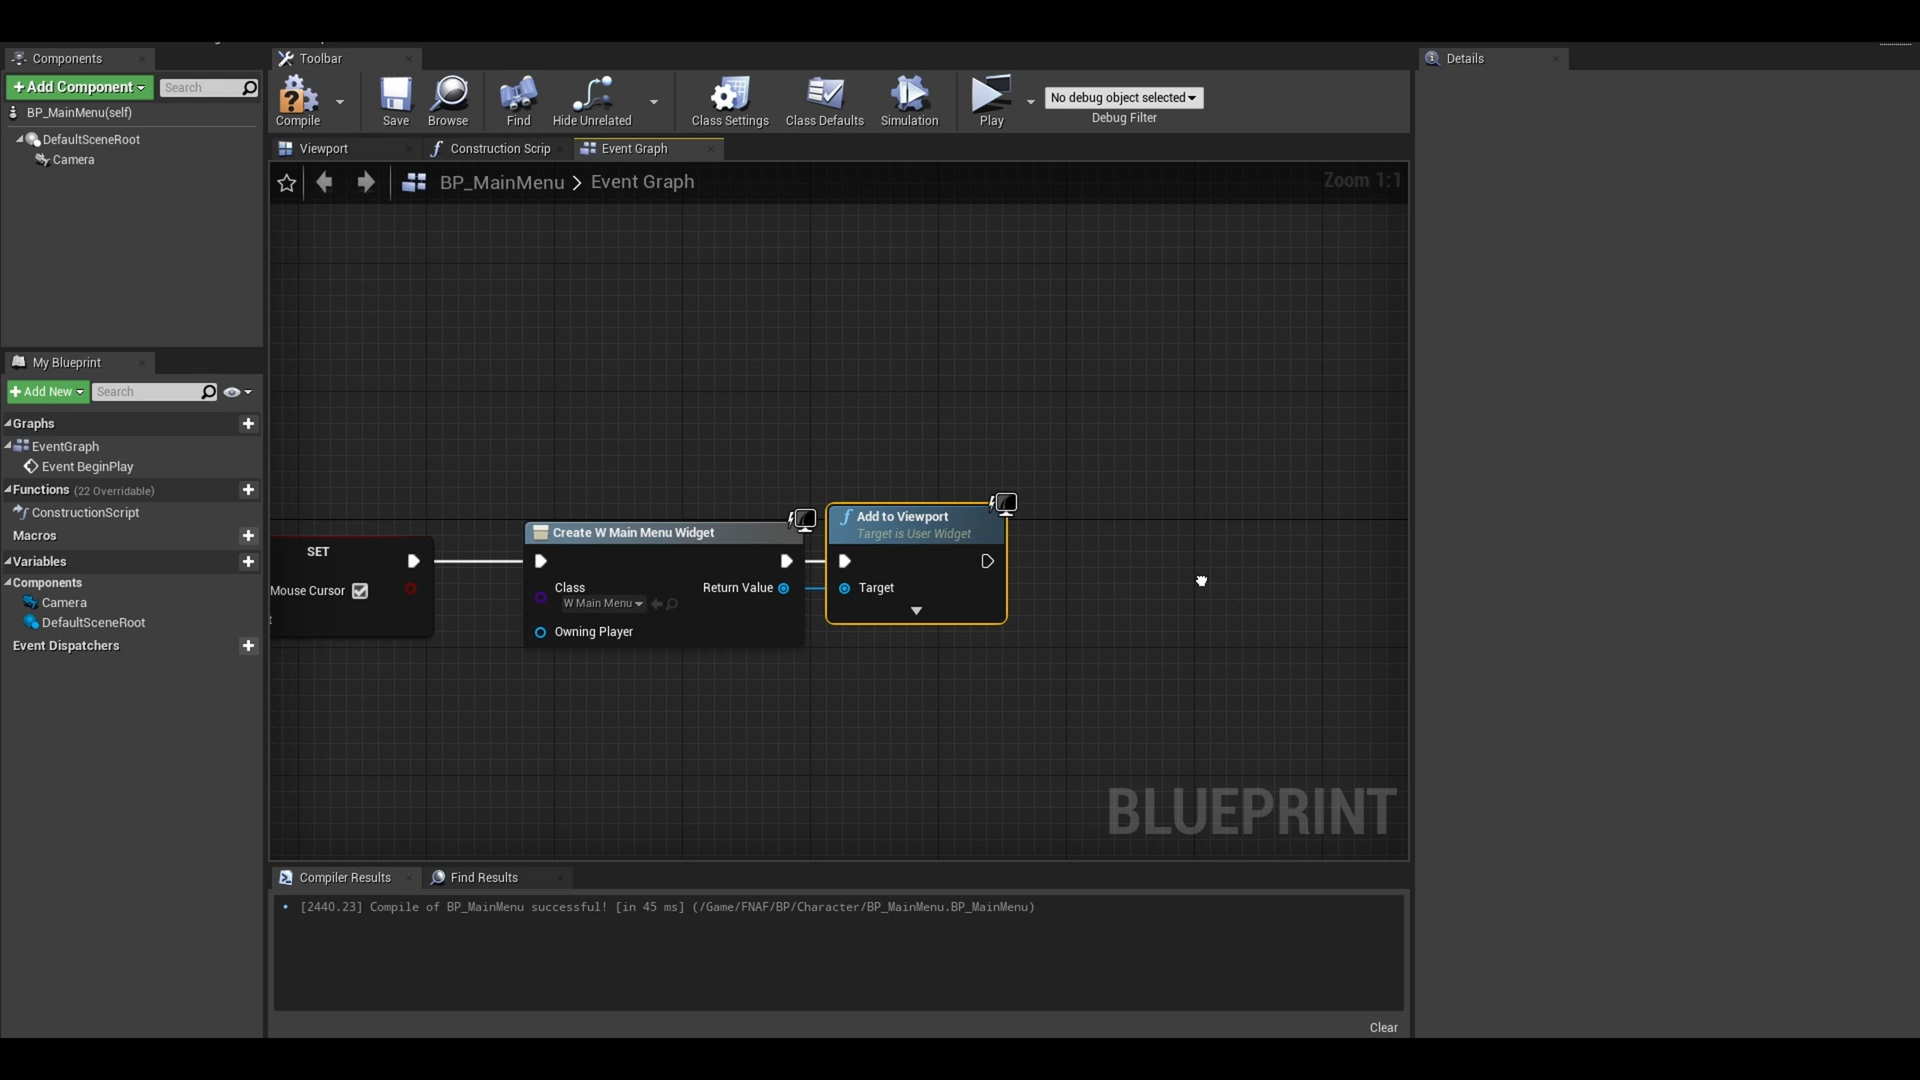 Components
Toolbar
Details
Add Component
Search
Compile
Save
Browse
Find
Hide Unrelated
Class Settings
Class Defaults
Simulation
Play
No debug object selected
Debug Filter
BP_MainMenu(self)
DefaultSceneRoot
Camera
Viewport
Construction Scrip
Event Graph
BP_MainMenu > Event Graph
Zoom 1:1
My Blueprint
Add New
Search
Graphs
EventGraph
Event BeginPlay
Functions (22 Overridable)
ConstructionScript
Macros
Variables
Components
Camera
DefaultSceneRoot
Event Dispatchers
SET
Mouse Cursor
t
Create W Main Menu Widget
Class
W Main Menu
Return Value
Owning Player
Add to Viewport
Target is User Widget
Target
BLUEPRINT
Compiler Results
Find Results
[2440.23] Compile of BP_MainMenu successful! [in 45 ms] (/Game/FNAF/BP/Character/BP_MainMenu.BP_MainMenu)
Clear